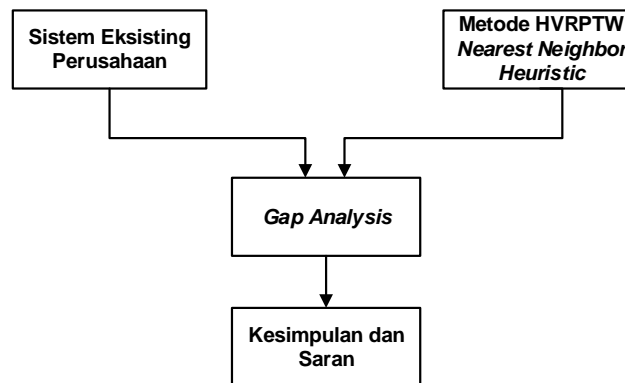 Sistem Eksisting
Perusahaan
Metode HVRPTW
Nearest Neighbor
Heuristic
Gap Analysis
Kesimpulan dan
Saran